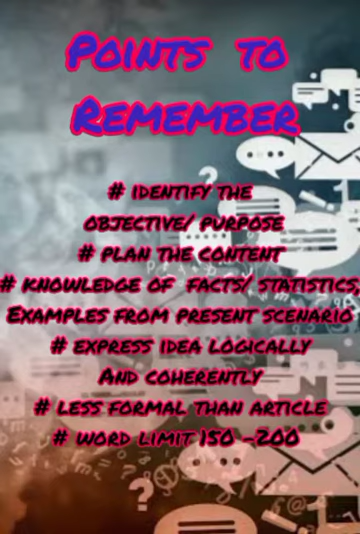 Points to
Remember
# identify the
objective/ purpose
# plan the content
# knowledge of facts/ statistics,
Examples from present scenario
# express idea logically
And coherently
# less formal than article
# word limit 150 -200